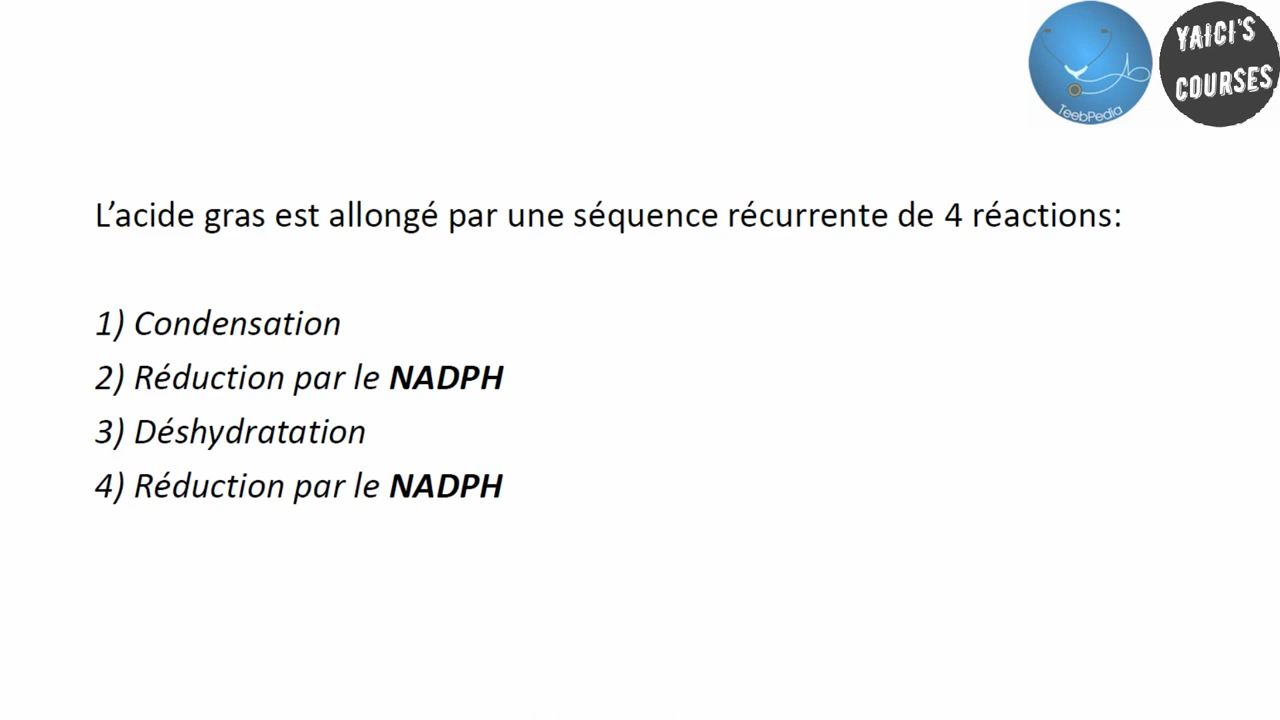 YAICI'S
COURSES
TeebPedia
L'acide gras est allongé par une séquence récurrente de 4 réactions:
1) Condensation
2) Réduction par le NADPH
3) Déshydratation
4) Réduction par le NADPH